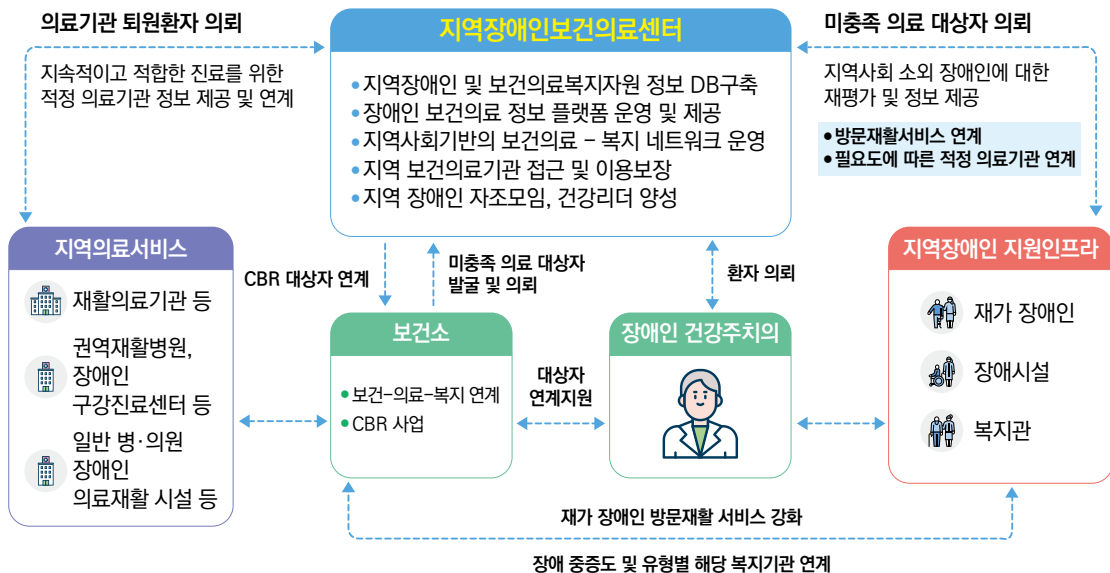 의료기관 퇴원환자 의뢰
지속적이고 적합한 진료를 위한
적정 의료기관 정보 제공 및 연계
지역장애인보건의료센터
•지역장애인 및 보건의료복지자원 정보 DB구축
•장애인 보건의료 정보 플랫폼 운영 및 제공
•지역사회기반의 보건의료 – 복지 네트워크 운영
•지역 보건의료기관 접근 및 이용보장
•지역 장애인 자조모임, 건강리더 양성
미충족 의료 대상자 의뢰
지역사회 소외 장애인에 대한
재평가 및 정보 제공
•방문재활서비스 연계
•필요도에 따른 적정 의료기관 연계
지역의료서비스
재활의료기관 등
권역재활병원,
장애인
구강진료센터 등
일반 병·의원
장애인
의료재활 시설 등
CBR 대상자 연계
미충족 의료 대상자
발굴 및 의뢰
환자 의뢰
보건소
•보건–의료–복지 연계
•CBR 사업
대상자
연계지원
장애인 건강주치의
지역장애인 지원인프라
재가 장애인
장애시설
복지관
재가 장애인 방문재활 서비스 강화
장애 중증도 및 유형별 해당 복지기관 연계